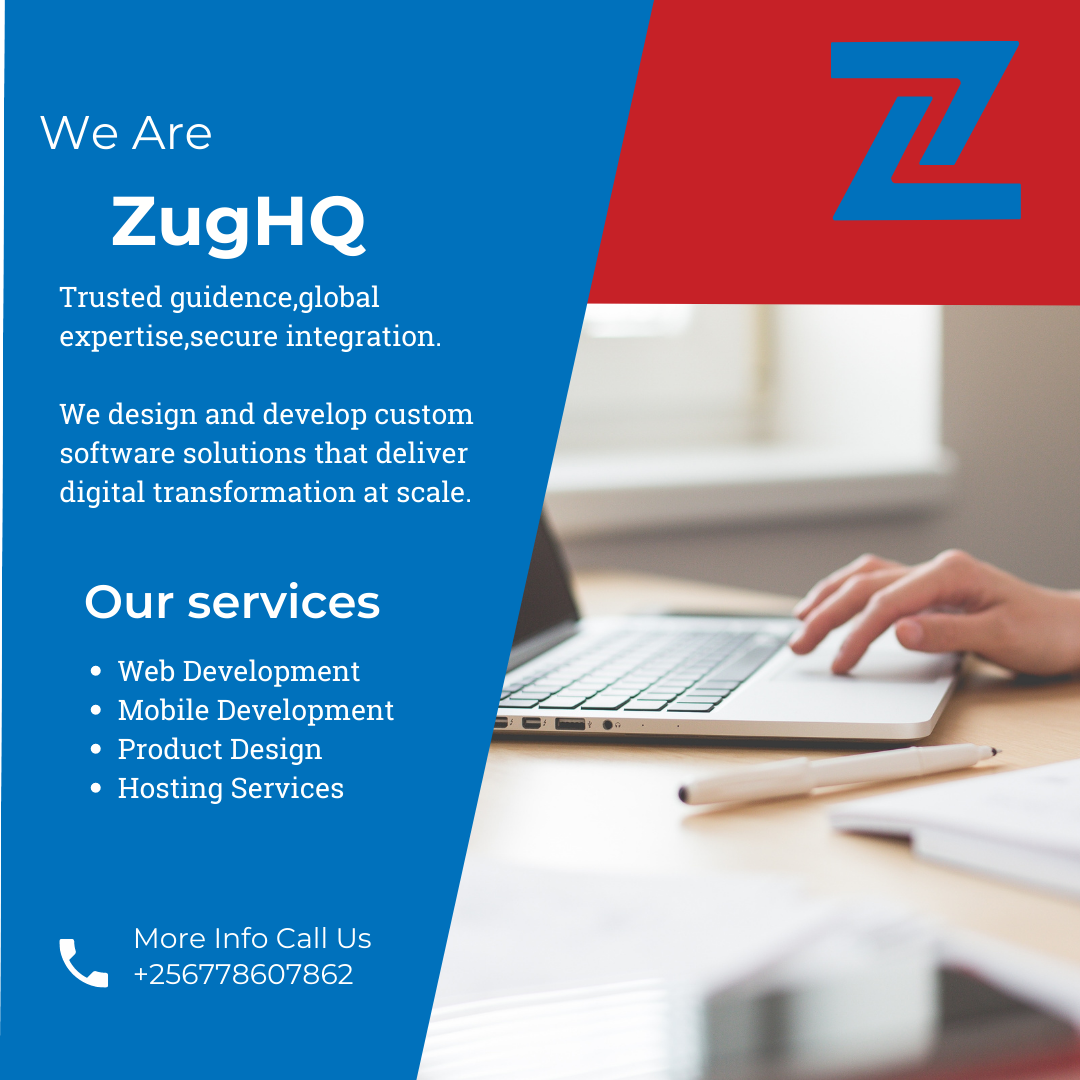 We Are
ZugHQ
Trusted guidence,global
expertise,secure integration.
We design and develop custom
software solutions that deliver
digital transformation at scale.
Our services
• Web Development
• Mobile Development
• Product Design
• Hosting Services
More Info Call Us
+256778607862